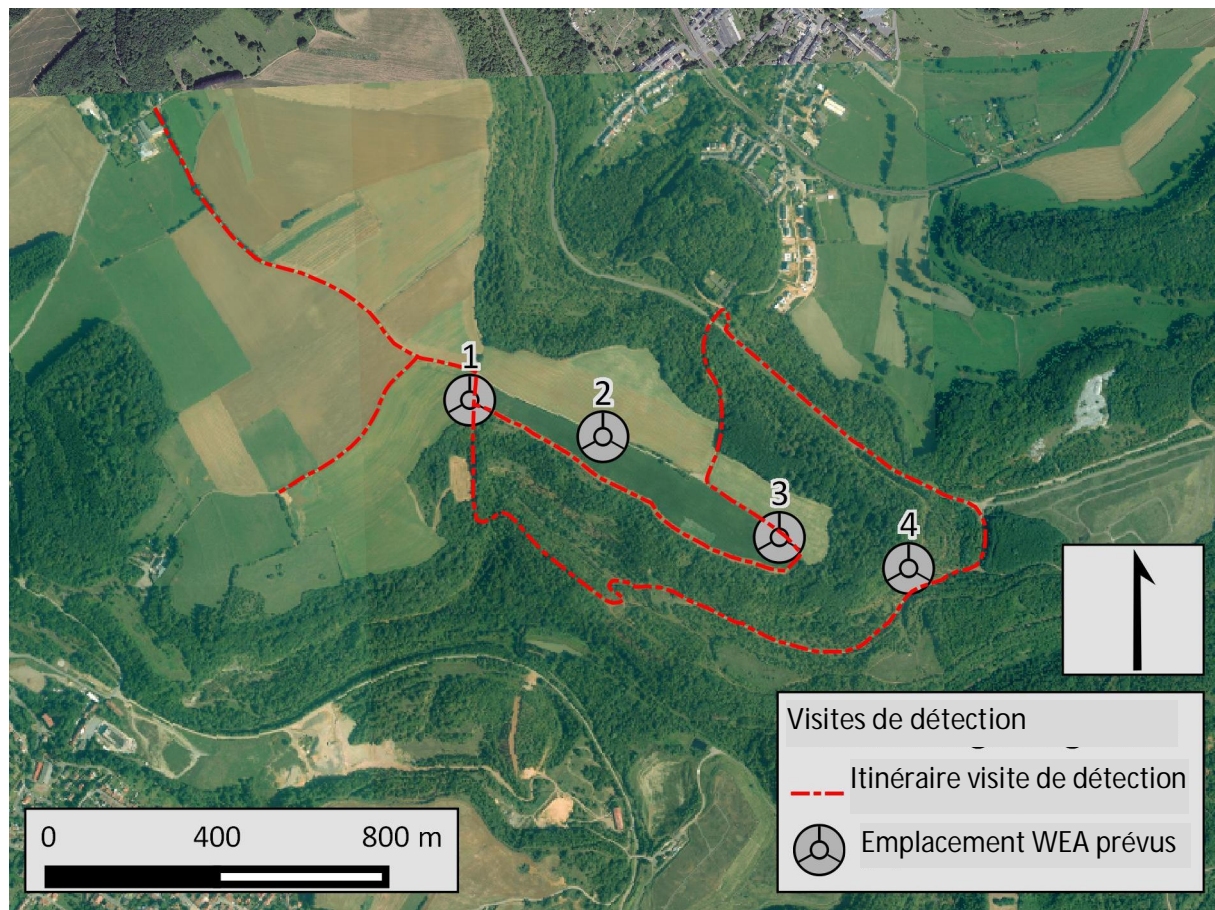 1
2
3
4
Visites de détection
Itinéraire visite de détection
Emplacement WEA prévus
0 400 800 m